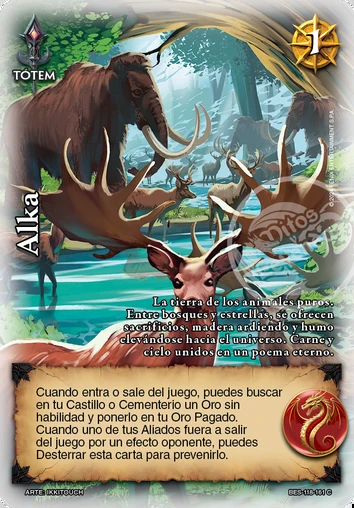 TÓTEM
1
Alka
mitos
La tierra de los animales puros.
Entre bosques y estrellas, se ofrecen
sacrificios, madera ardiendo y humo
elevándose hacia el universo. Carne y
cielo unidos en un poema eterno.
Cuando entra o sale del juego, puedes buscar
en tu Castillo o Cementerio un Oro sin
habilidad y ponerlo en tu Oro Pagado.
Cuando uno de tus Aliados fuera a salir
del juego por un efecto oponente, puedes
Desterrar esta carta para prevenirlo.
ARTE: IKKITOUCH
BES-118-161 C